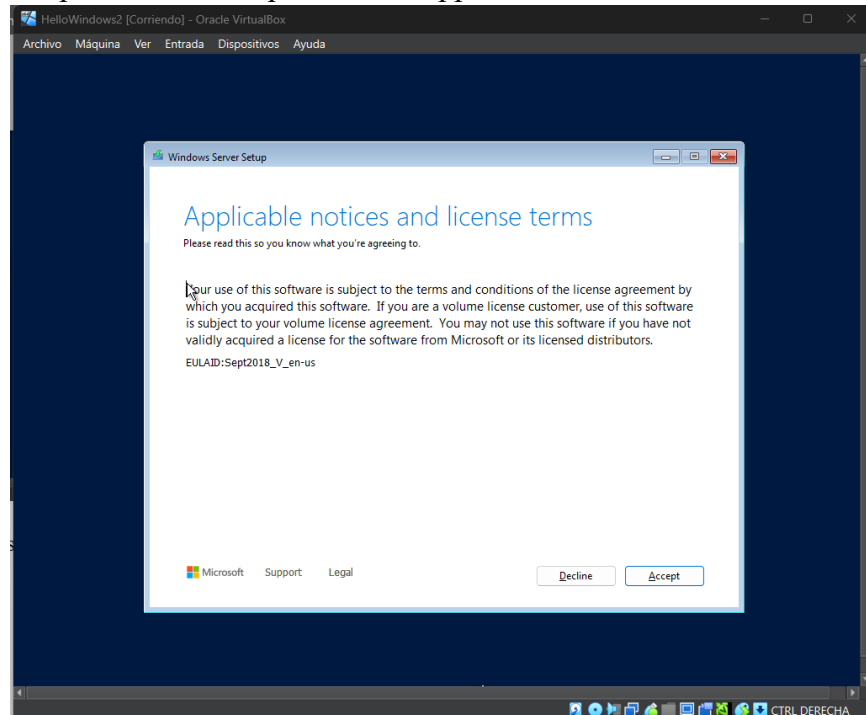 HelloWindows2 [Corriendo] - Oracle VirtualBox
Archivo Máquina Ver Entrada Dispositivos Ayuda
Windows Server Setup
Applicable notices and license terms
Please read this so you know what you're agreeing to.
Your use of this software is subject to the terms and conditions of the license agreement by
which you acquired this software. If you are a volume license customer, use of this software
is subject to your volume license agreement. You may not use this software if you have not
validly acquired a license for the software from Microsoft or its licensed distributors.
EULAID:Sept2018_V_en-us
Microsoft Support Legal
Decline Accept
CTRL DERECHA